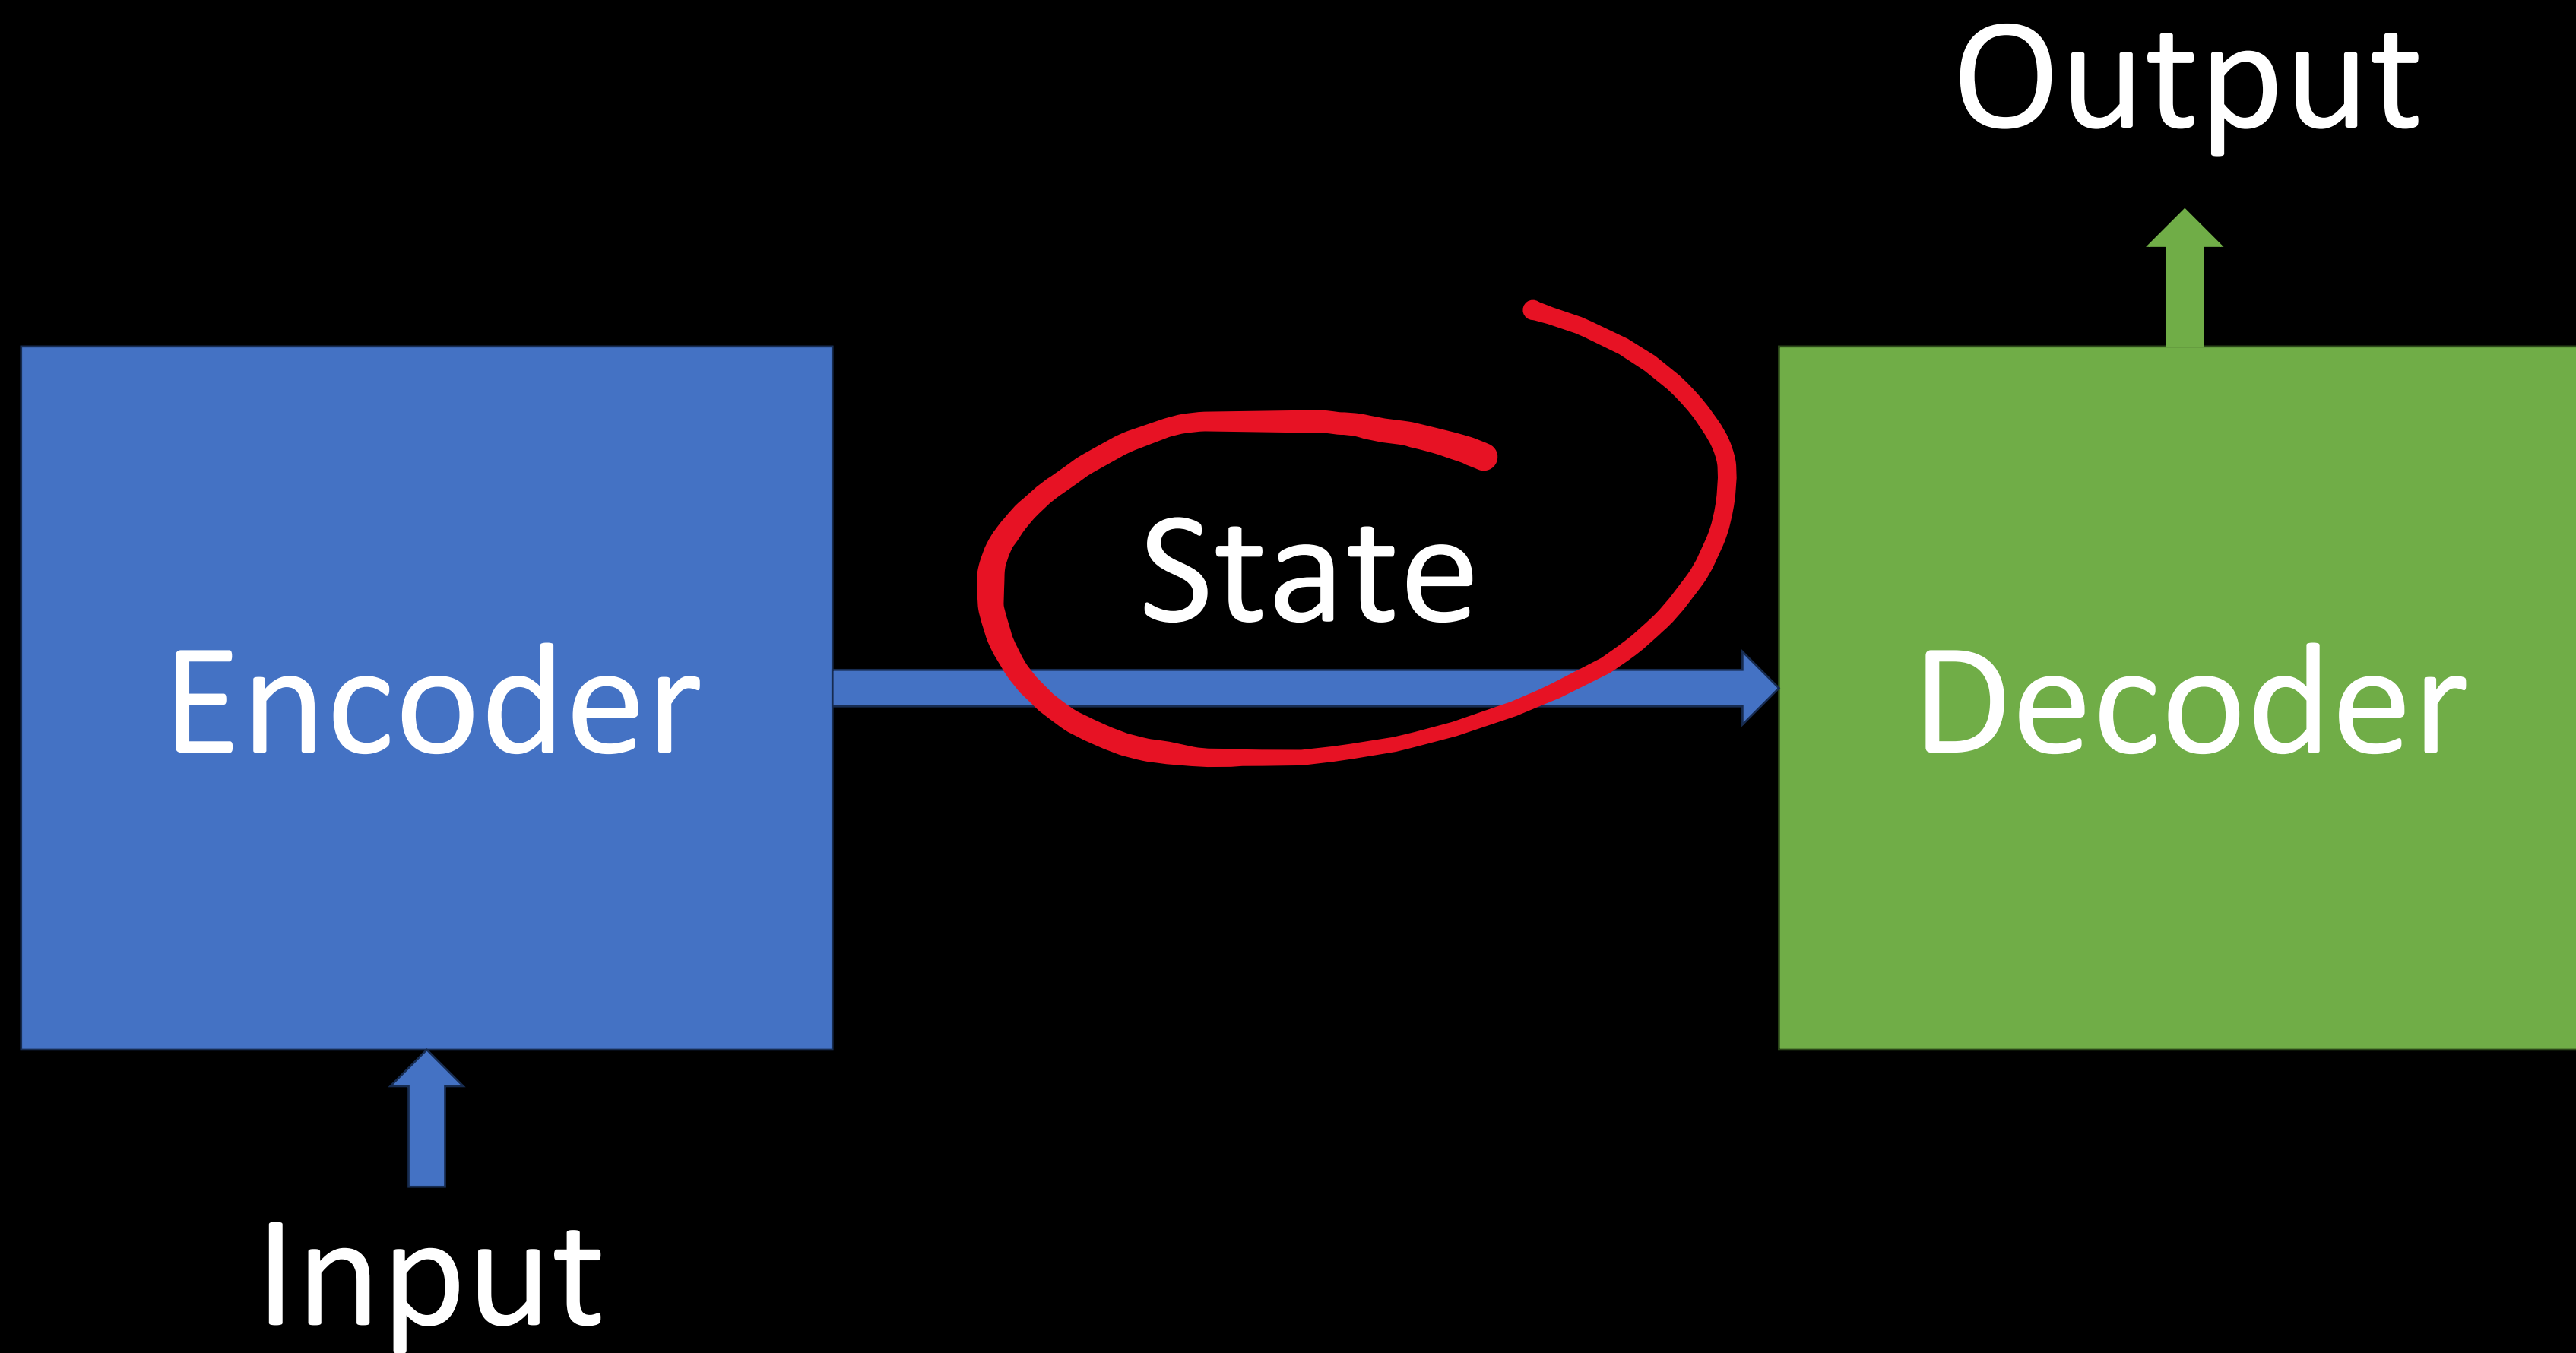 Output
State
Encoder
Decoder
Input